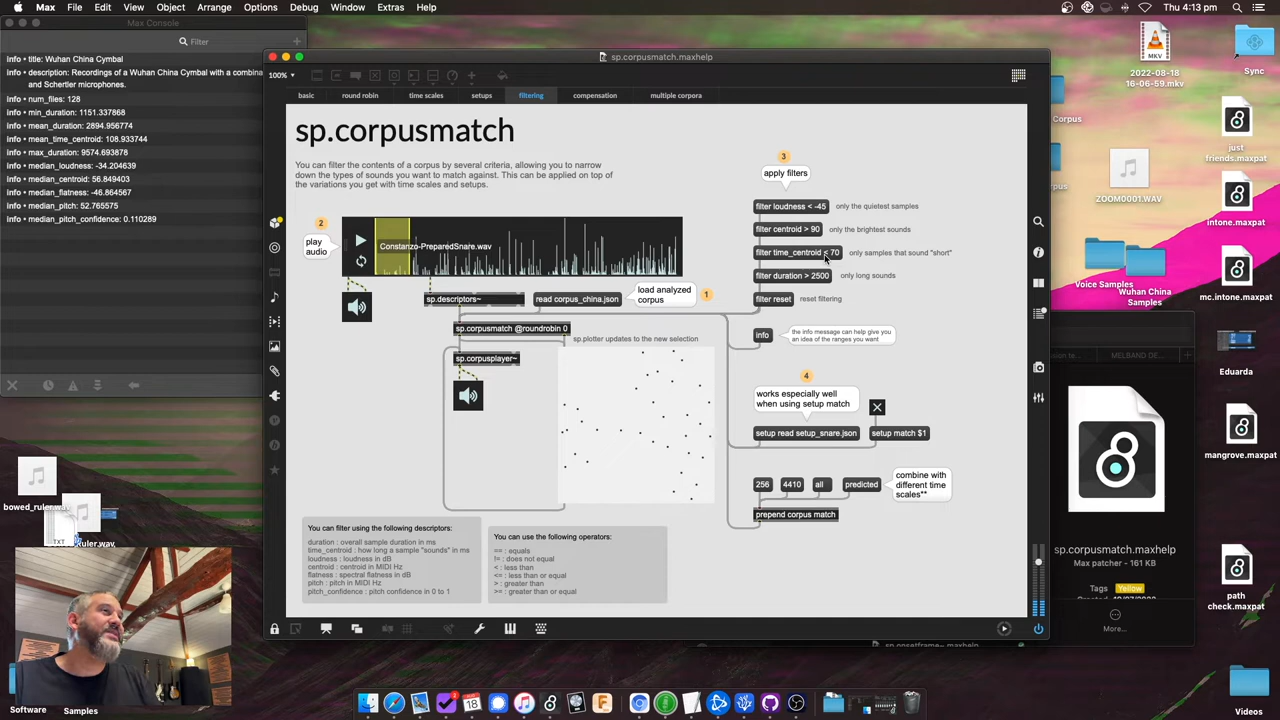 Max
File
Edit
View
Object
Arrange
Options
Debug
Window
Extras
Help
Thu 4:13 pm
Max Console
Filter
Info • title: Wuhan China Cymbal
Info • description: Recordings of a Wuhan China Cymbal with a combina
and Schertler microphones.
Info • num_files: 128
Info • min_duration: 1151.337868
Info • mean_duration: 2894.956774
Info • mean_time_centroid: 108.933744
Info • max_duration: 9574.693878
Info • median_loudness: -34.204639
Info • median_centroid: 56.849403
Info • median_flatness: -46.864567
Info • median_pitch: 52.765575
Info • median_pitch_confidence: 0.110289
sp.corpusmatch.maxhelp
100%
basic
round robin
time scales
setups
filtering
compensation
multiple corpora
sp.corpusmatch
You can filter the contents of a corpus by several criteria, allowing you to narrow
down the types of sounds you want to match against. This can be applied on top of
the variations you get with time scales and setups.
2
play
audio
Constanzo-PreparedSnare.wav
sp.descriptors~
read corpus_china.json
load analyzed
corpus
1
sp.corpusmatch @roundrobin 0
sp.plotter updates to the new selection
sp.corpusplayer~
3
apply filters
filter loudness < -45
only the quietest samples
filter centroid > 90
only the brightest sounds
filter time_centroid < 70
only samples that sound "short"
filter duration > 2500
only long sounds
filter reset
reset filtering
info
the info message can help give you
an idea of the ranges you want
4
works especially well
when using setup match
setup read setup_snare.json
setup match $1
256
4410
all
predicted
combine with
different time
scales**
prepend corpus match
You can filter using the following descriptors:
duration : overall sample duration in ms
time_centroid : how long a sample "sounds" in ms
loudness : loudness in dB
centroid : centroid in MIDI Hz
flatness : spectral flatness in dB
pitch : pitch in MIDI Hz
pitch_confidence : pitch confidence in 0 to 1
You can use the following operators:
== : equals
!= : does not equal
< : less than
<= : less than or equal
> : greater than
>= : greater than or equal
2022-08-18
16-06-59.mkv
Sync
Corpus
just
friends.maxpat
ZOOM0001.WAV
intonema.maxpat
Voice Samples
Wuhan China
Samples
mc.intone.maxpat
MELBAND DE
Eduarda
mangrove.maxpat
sp.corpusmatch.maxhelp
Max patcher - 161 KB
Tags
Yellow
More...
path
check.maxpat
sp.onsetframe~.maxhelp
bowed_ruler.wav
TXT
ruler.wav
Software
Samples
Videos
AUG
18
2